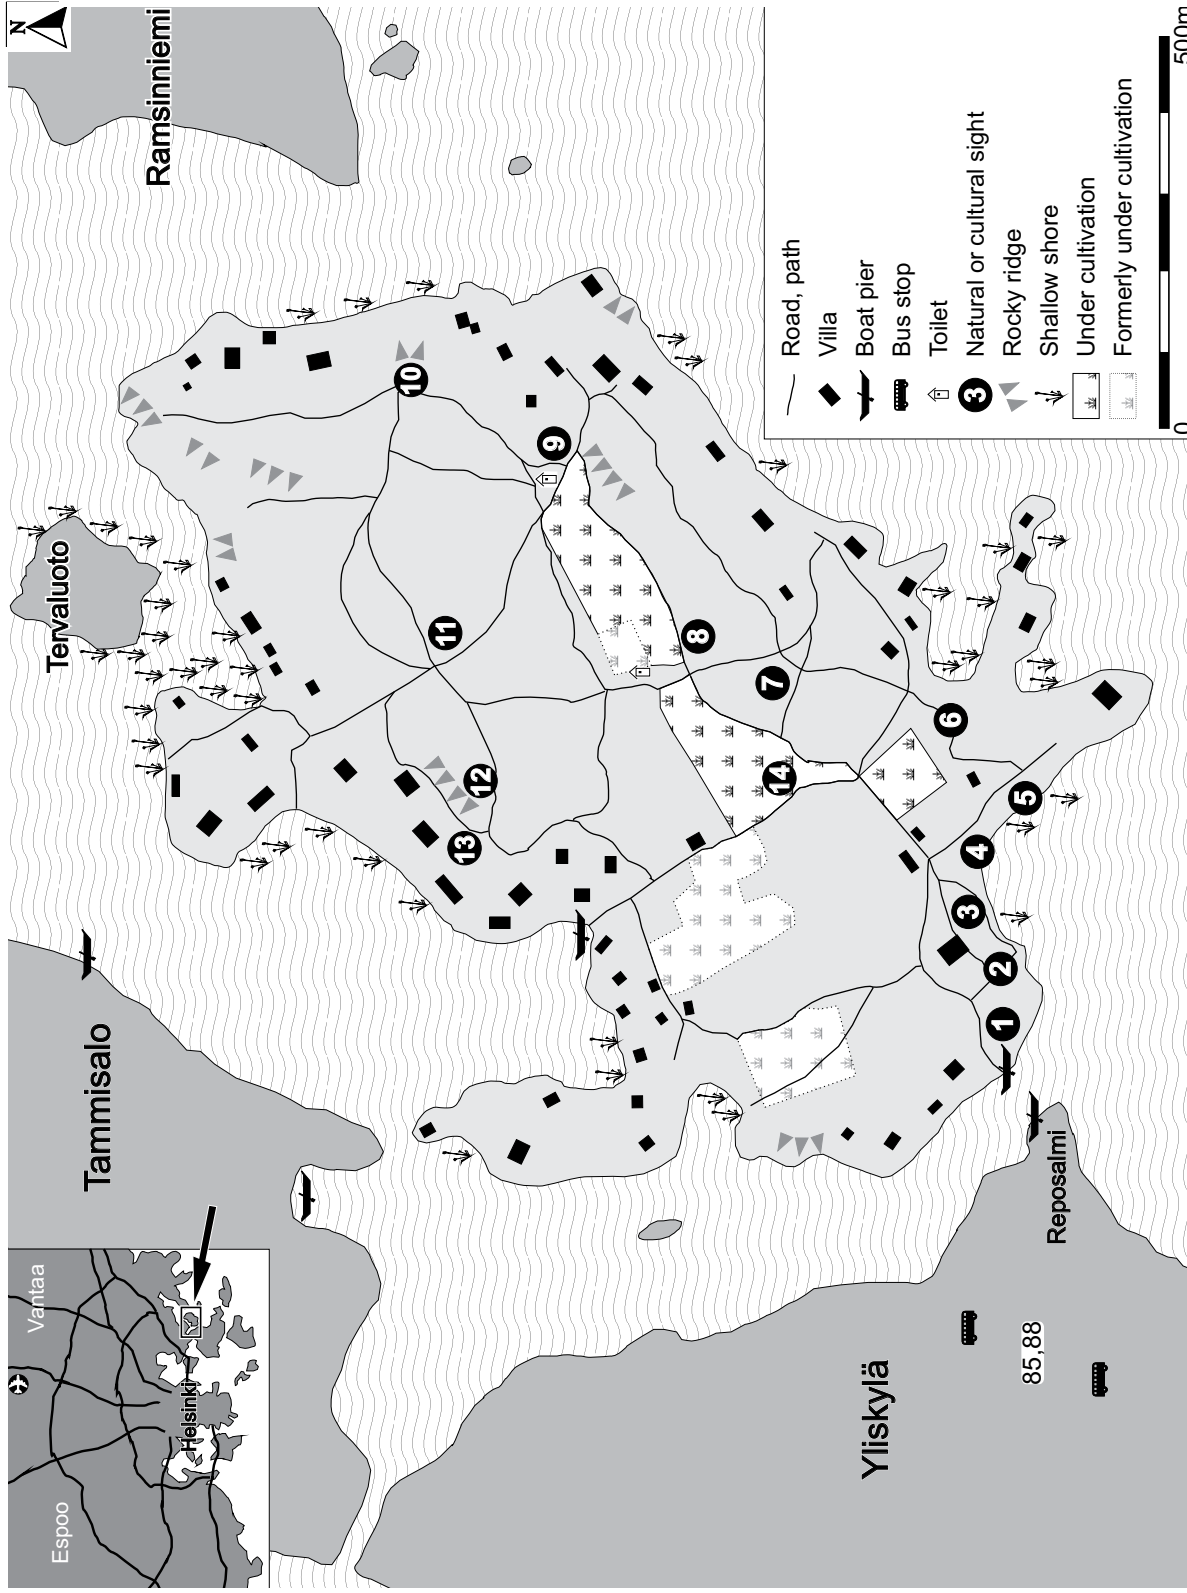 N
Ramsinniemi
Tervaluoto
Tammisalo
Vantaa
Helsinki
Espoo
Yliskylä
85,88
Reposalmi
1
2
3
4
5
6
7
8
9
10
11
12
13
14
Road, path
Villa
Boat pier
Bus stop
Toilet
3 Natural or cultural sight
Rocky ridge
Shallow shore
Under cultivation
Formerly under cultivation
0 500m